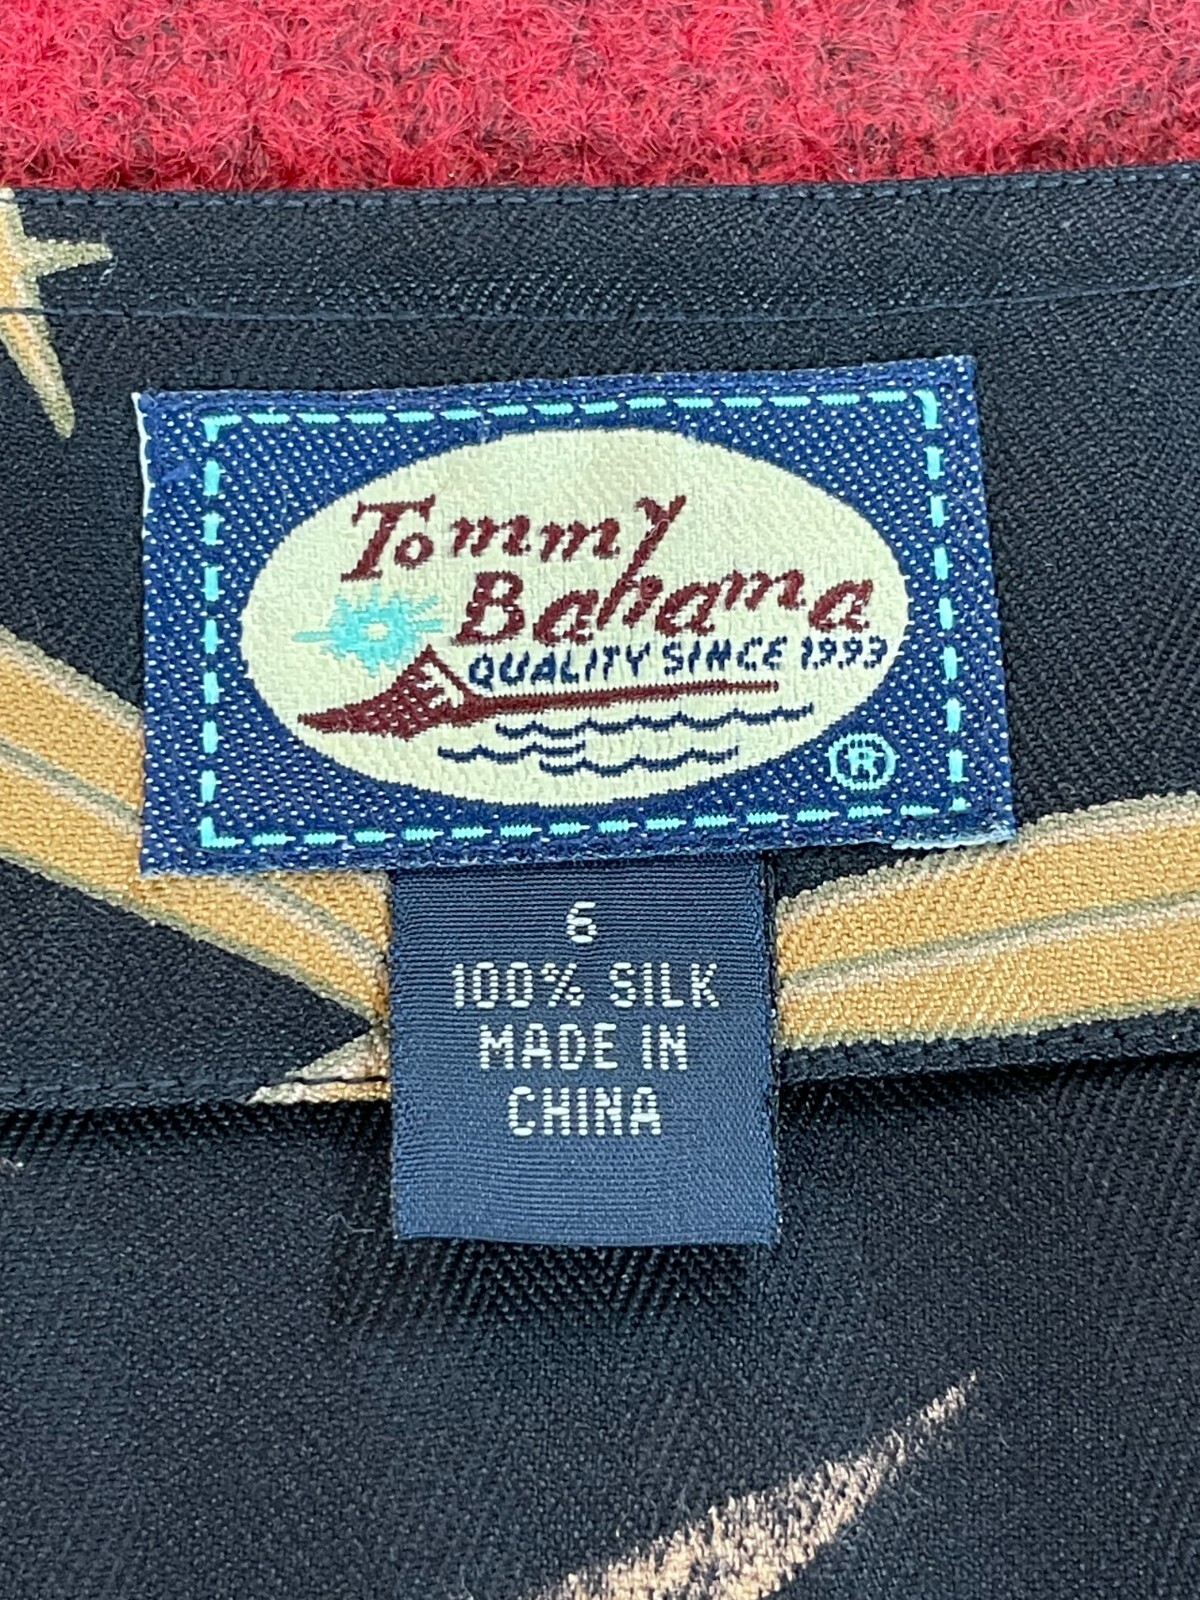 Tommy
Bahama
QUALITY SINCE 1993
®
6
100% SILK
MADE IN
CHINA